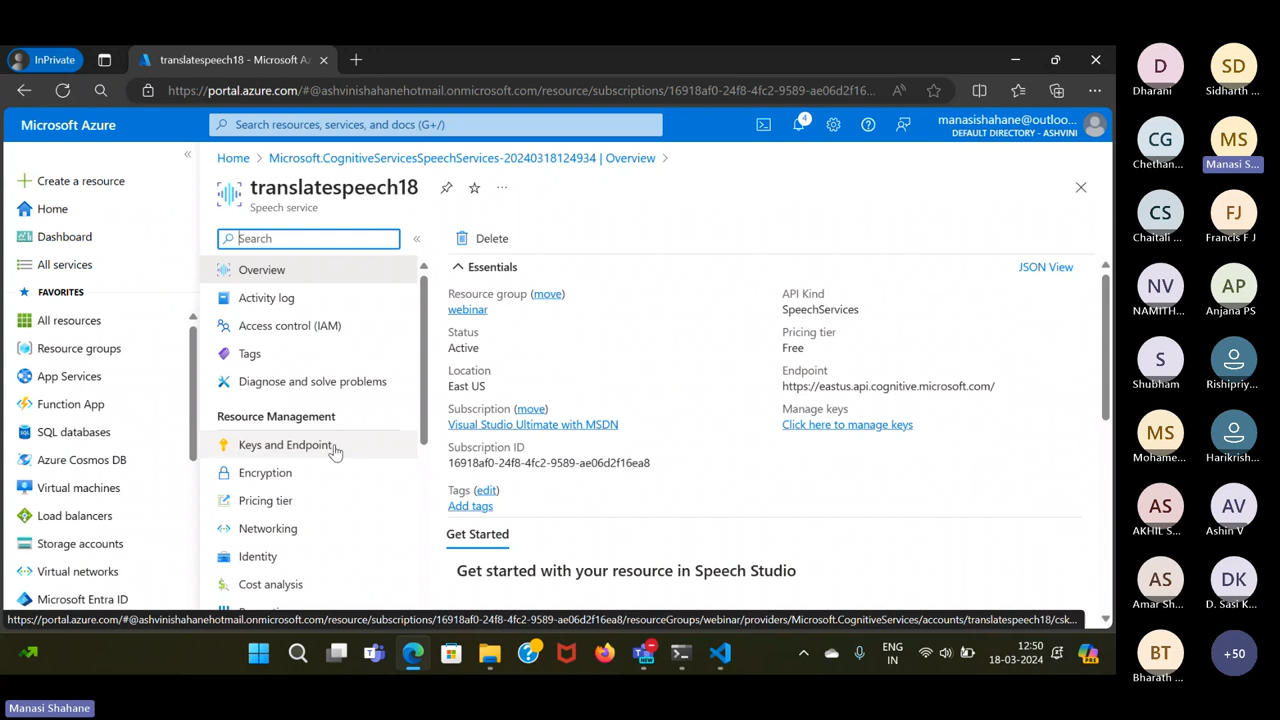 InPrivate
translatespeech18 - Microsoft A
https://portal.azure.com/#@ashvinishahanehotmail.onmicrosoft.com/resource/subscriptions/16918af0-24f8-4fc2-9589-ae06d2f16e...
Microsoft Azure
Search resources, services, and docs (G+/)
4
manasishahane@outloo...
DEFAULT DIRECTORY - ASHVINI
Create a resource
Home
Dashboard
All services
FAVORITES
All resources
Resource groups
App Services
Function App
SQL databases
Azure Cosmos DB
Virtual machines
Load balancers
Storage accounts
Virtual networks
Microsoft Entra ID
Home > Microsoft.CognitiveServicesSpeechServices-20240318124934 | Overview >
translatespeech18
Speech service
Search
Overview
Activity log
Access control (IAM)
Tags
Diagnose and solve problems
Resource Management
Keys and Endpoint
Encryption
Pricing tier
Networking
Identity
Cost analysis
Delete
Essentials
JSON View
Resource group (move)
webinar
Status
Active
Location
East US
Subscription (move)
Visual Studio Ultimate with MSDN
Subscription ID
16918af0-24f8-4fc2-9589-ae06d2f16ea8
Tags (edit)
Add tags
API Kind
SpeechServices
Pricing tier
Free
Endpoint
https://eastus.api.cognitive.microsoft.com/
Manage keys
Click here to manage keys
Get Started
Get started with your resource in Speech Studio
https://portal.azure.com/#@ashvinishahanehotmail.onmicrosoft.com/resource/subscriptions/16918af0-24f8-4fc2-9589-ae06d2f16ea8/resourceGroups/webinar/providers/Microsoft.CognitiveServices/accounts/translatespeech18/csk...
ENG
IN
12:50
18-03-2024
Manasi Shahane
D
Dharani
SD
Sidharth ...
CG
Chethan...
MS
Manasi S...
CS
Chaitali ...
FJ
Francis F J
NV
NAMITH...
AP
Anjana PS
S
Shubham
Rishipriy...
MS
Mohame...
Harikrish...
AS
AKHIL S...
AV
Ashin V
AS
Amar Sh...
DK
D. Sasi K...
BT
Bharath ...
+50